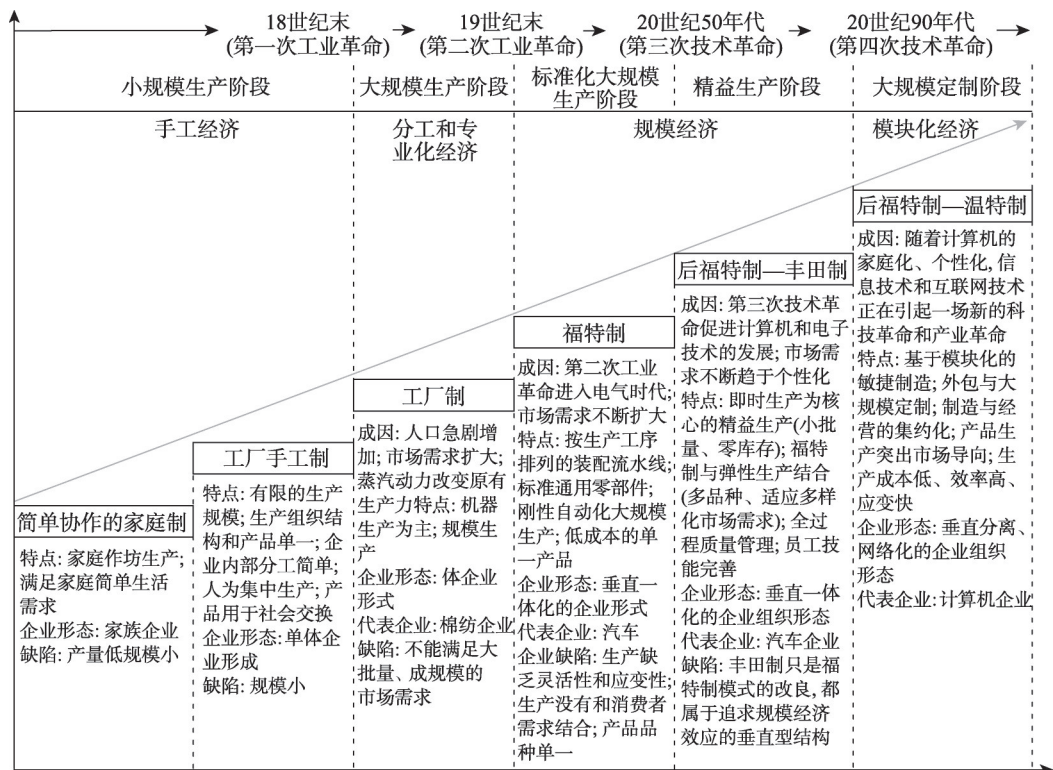 18世纪末
(第一次工业革命)
19世纪末
(第二次工业革命)
20世纪50年代
(第三次技术革命)
20世纪90年代
(第四次技术革命)
小规模生产阶段
大规模生产阶段
标准化大规模
生产阶段
精益生产阶段
大规模定制阶段
手工经济
分工和专
业化经济
规模经济
模块化经济
简单协作的家庭制
特点: 家庭作坊生产;
满足家庭简单生活
需求
企业形态: 家族企业
缺陷: 产量低规模小
工厂手工制
特点: 有限的生产
规模; 生产组织结
构和产品单一; 企
业内部分工简单;
人为集中生产; 产
品用于社会交换
企业形态: 单体企
业形成
缺陷: 规模小
工厂制
成因: 人口急剧增
加; 市场需求扩大;
蒸汽动力改变原有
生产力特点: 机器
生产为主; 规模生
产
企业形态: 体企业
形式
代表企业: 棉纺企业
缺陷: 不能满足大
批量、成规模的
市场需求
福特制
成因: 第二次工业
革命进入电气时代;
市场需求不断扩大
特点: 按生产工序
排列的装配流水线;
标准通用零部件;
刚性自动化大规模
生产; 低成本的单
一产品
企业形态: 垂直一
体化的企业形式
代表企业: 汽车
企业缺陷: 生产缺
乏灵活性和应变性;
生产没有和消费者
需求结合; 产品品
种单一
后福特制—丰田制
成因: 第三次技术革
命促进计算机和电子
技术的发展; 市场需
求不断趋于个性化
特点: 即时生产为核
心的精益生产(小批
量、零库存); 福特
制与弹性生产结合
(多品种、适应多样
化市场需求); 全过
程质量管理; 员工技
能完善
企业形态: 垂直一体
化的企业组织形态
代表企业: 汽车企业
缺陷: 丰田制只是福
特制模式的改良, 都
属于追求规模经济
效应的垂直型结构
后福特制—温特制
成因: 随着计算机的
家庭化、个性化, 信
息技术和互联网技术
正在引起一场新的科
技革命和产业革命
特点: 基于模块化的
敏捷制造; 外包与大
规模定制; 制造与经
营的集约化; 产品生
产突出市场导向; 生
产成本低、效率高、
应变快
企业形态: 垂直分离、
网络化的企业组织
形态
代表企业: 计算机企业